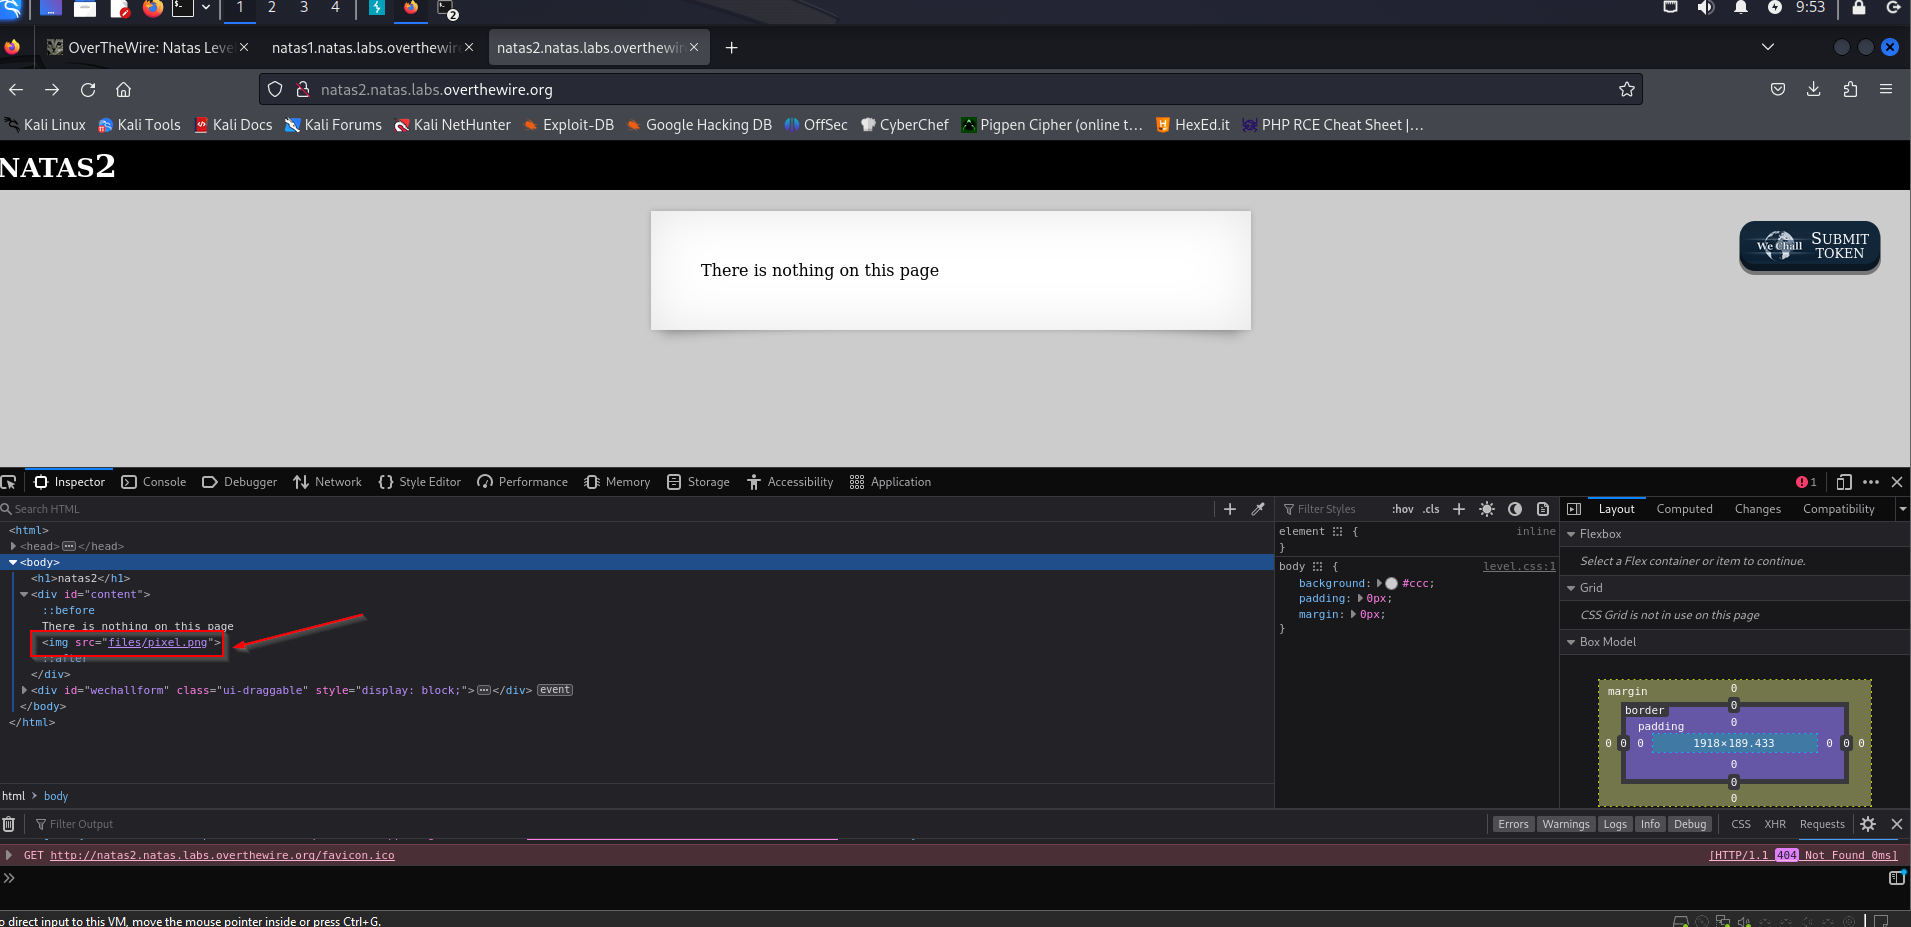 1 2 3 4 2 9:53
OverTheWire: Natas Leve natas1.natas.labs.overthewire natas2.natas.labs.overthewire
natas2.natas.labs.overthewire.org
Kali Linux Kali Tools Kali Docs Kali Forums Kali NetHunter Exploit-DB Google Hacking DB OffSec CyberChef Pigpen Cipher (online t… HexEd.it PHP RCE Cheat Sheet |…
NATAS2
There is nothing on this page
We Chall SUBMIT
TOKEN
Inspector Console Debugger Network Style Editor Performance Memory Storage Accessibility Application 1
Search HTML
<html>
<head> </head>
<body>
<h1>natas2</h1>
<div id="content">
::before
There is nothing on this page
<img src="files/pixel.png">
::after
</div>
<div id="wechallform" class="ui-draggable" style="display: block;"> </div> event
</body>
</html>
html > body
Filter Styles :hov .cls
element { inline
}
body { level.css:1
background: #ccc;
padding: 0px;
margin: 0px;
}
Layout Computed Changes Compatibility
Flexbox
Select a Flex container or item to continue.
Grid
CSS Grid is not in use on this page
Box Model
margin 0
border 0
padding 0
0 0 0 1918×189.433 0 0 0
0
0
0
Filter Output Errors Warnings Logs Info Debug CSS XHR Requests
GET http://natas2.natas.labs.overthewire.org/favicon.ico [HTTP/1.1 404 Not Found 0ms]
o direct input to this VM, move the mouse pointer inside or press Ctrl+G.